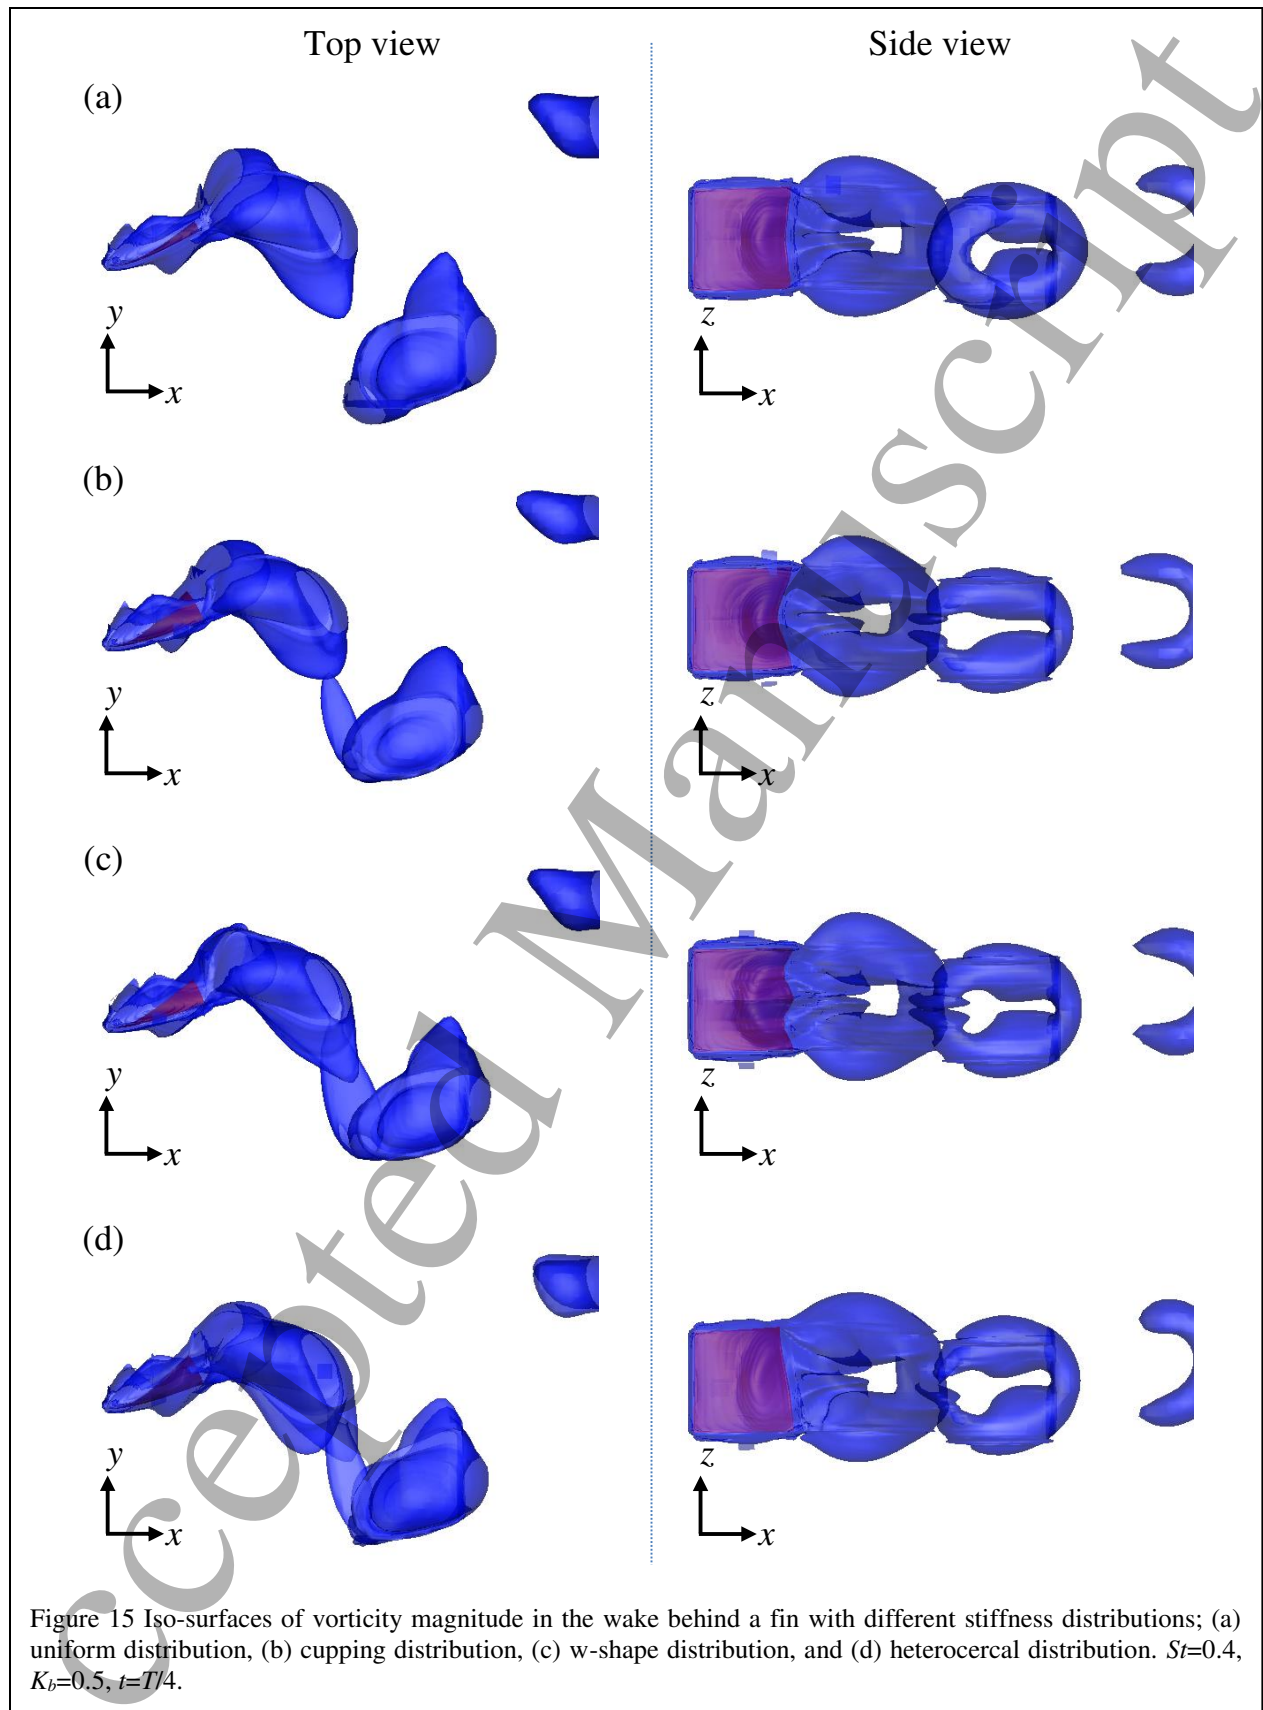 Top view
Side view
(a)
y
x
z
x
(b)
y
x
z
x
(c)
y
x
z
x
(d)
y
x
z
x
Figure 15 Iso-surfaces of vorticity magnitude in the wake behind a fin with different stiffness distributions; (a)
uniform distribution, (b) cupping distribution, (c) w-shape distribution, and (d) heterocercal distribution. St=0.4,
Kb=0.5, t=T/4.
ccepted Manuscript